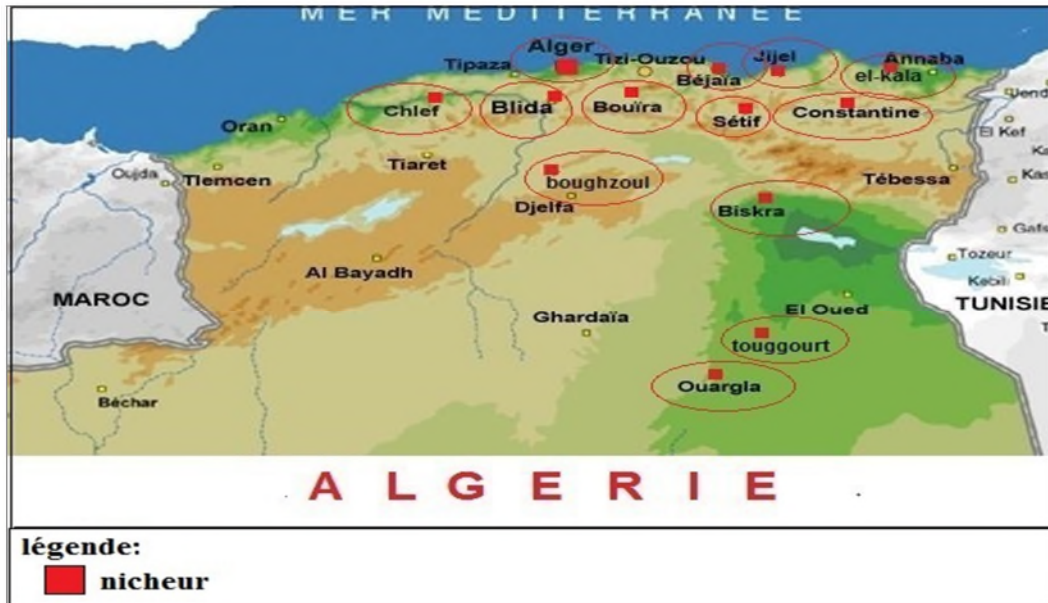 MER MEDITERRANEE
Alger
Tipaza
Tizi-Ouzou
Béjaïa
Jijel
Annaba
el-kala
Chlef
Blida
Bouïra
Sétif
Constantine
Oran
El Kef
Oujda
Tlemcen
Tiaret
boughzoul
Djelfa
Biskra
Tébessa
Al Bayadh
Tozeur
Kebili
MAROC
TUNISIE
Ghardaïa
El Oued
touggourt
Ouargla
Béchar
ALGERIE
légende:
nicheur